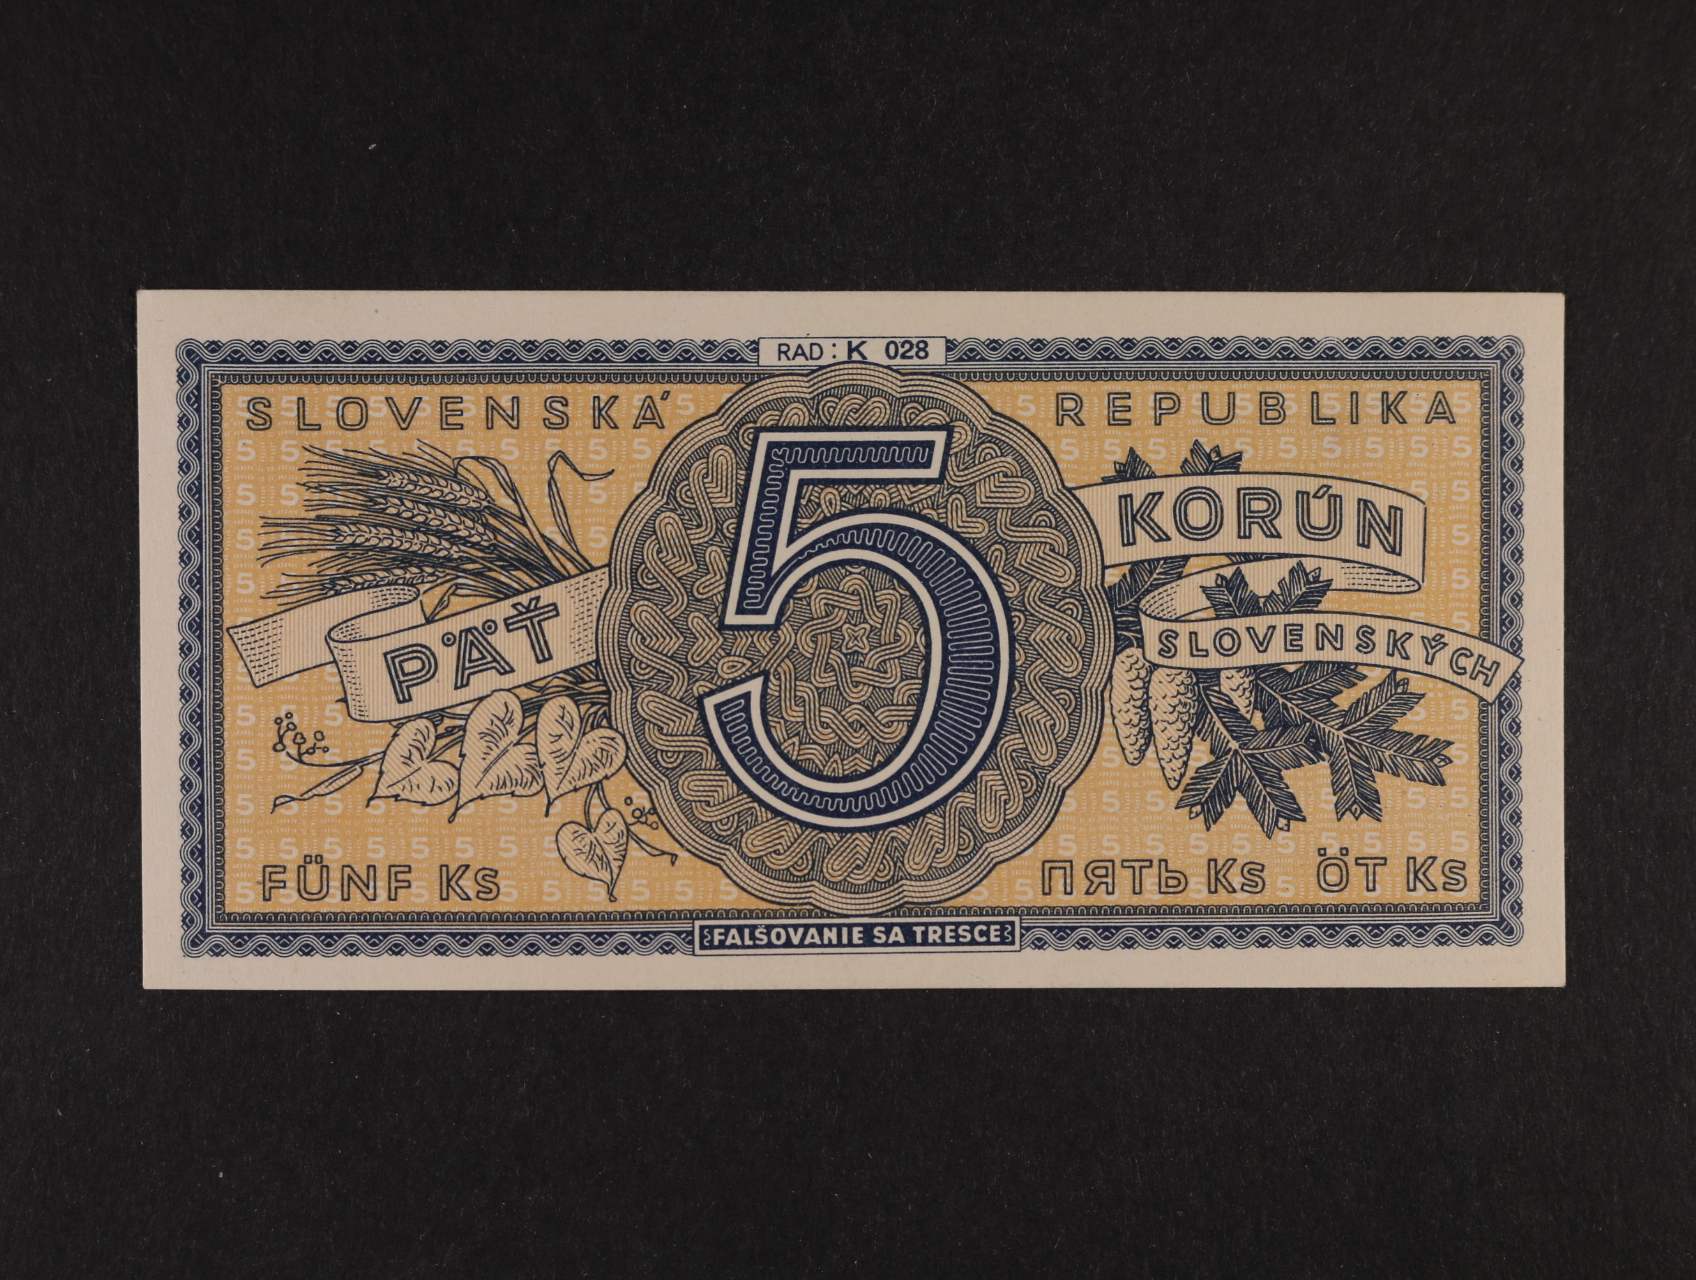 RAD : K 028
SLOVENSKÁ REPUBLIKA
5
PÄŤ
KORÚN
SLOVENSKÝCH
FÜNF Ks
ПЯТЬ Ks ÖT Ks
FALŠOVANIE SA TRESCE